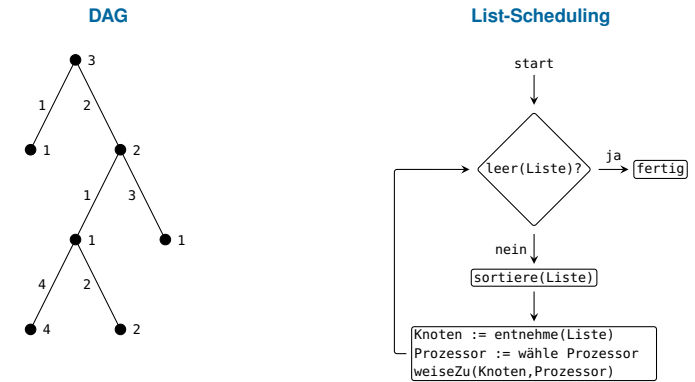 DAG
3
1
2
1
2
1
3
1
1
4
2
4
2
List-Scheduling
start
leer(Liste)?
ja
fertig
nein
sortiere(Liste)
Knoten := entnehme(Liste)
Prozessor := wähle Prozessor
weiseZu(Knoten,Prozessor)